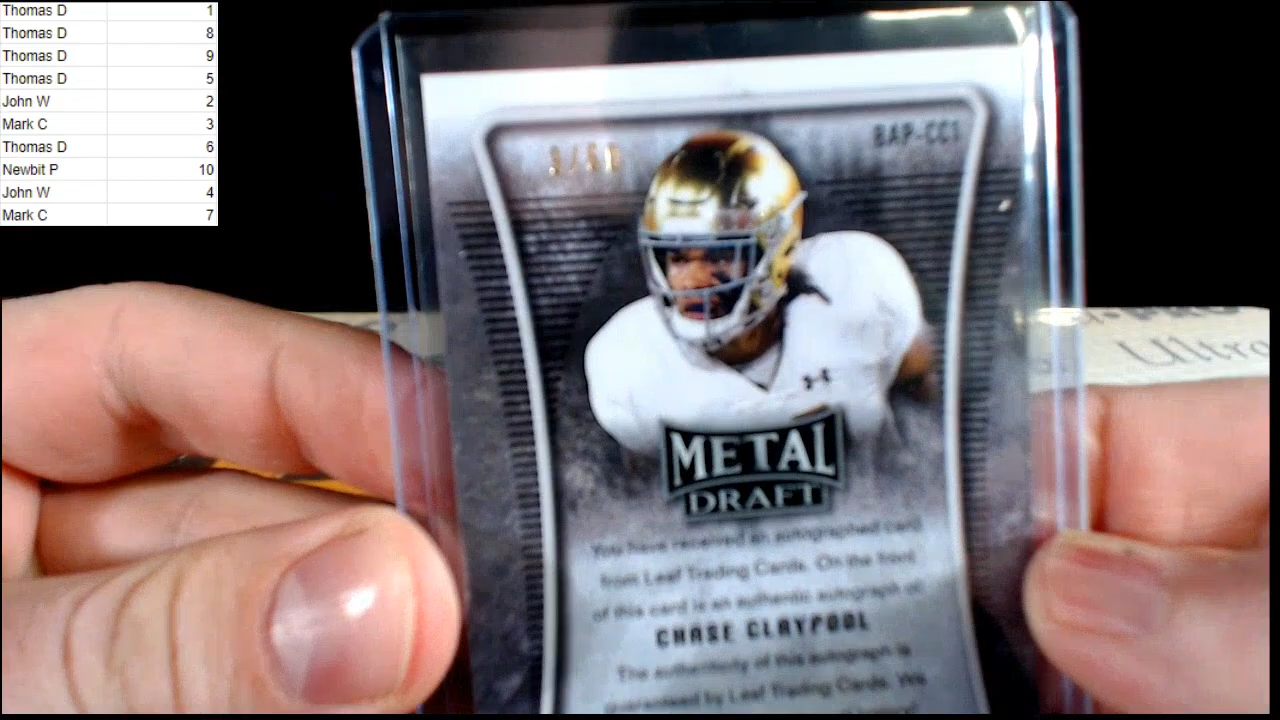 Thomas D 1
Thomas D 8
Thomas D 9
Thomas D 5
John W 2
Mark C 3
Thomas D 6
Newbit P 10
John W 4
Mark C 7
BAP-CC1
METAL
DRAFT
You have received an autographed card
from Leaf Trading Cards. On the front
of this card is an authentic autograph of
CHASE CLAYPOOL
The authenticity of this autograph is
guaranteed by Leaf Trading Cards. We
Ultra